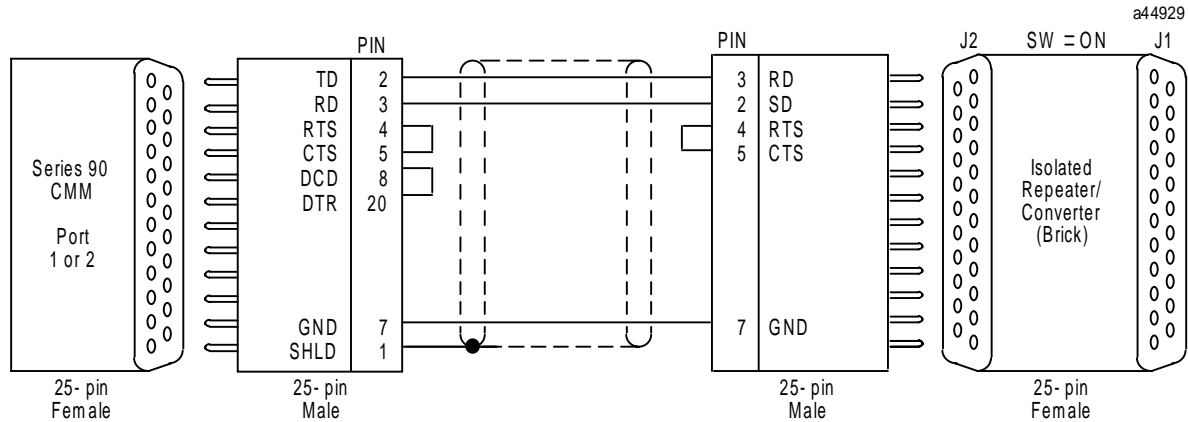 a44929
PIN
PIN
J2 SW = ON J1
TD 2
RD 3
RTS 4
CTS 5
DCD 8
DTR 20
GND 7
SHLD 1
3 RD
2 SD
4 RTS
5 CTS
7 GND
Series 90
CMM
Port
1 or 2
Isolated
Repeater/
Converter
(Brick)
25- pin
Female
25- pin
Male
25- pin
Male
25- pin
Female